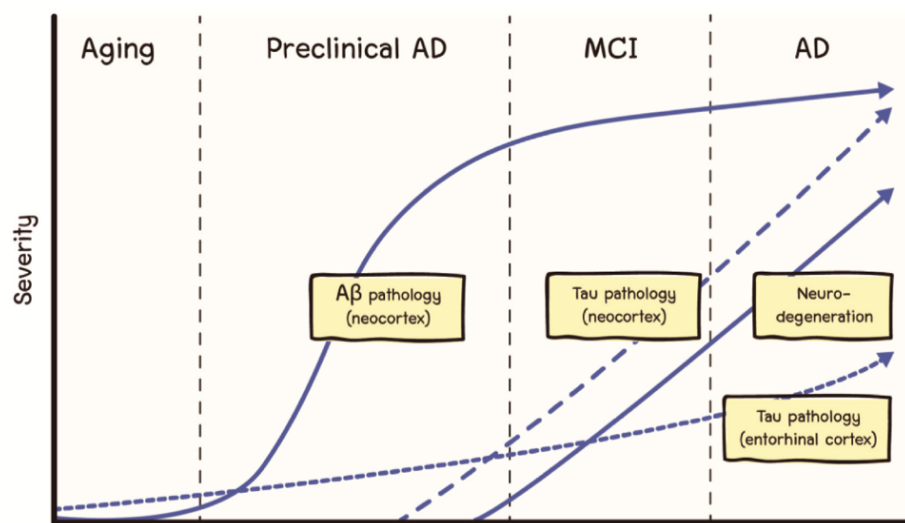 Aging
Preclinical AD
MCI
AD
Severity
Aβ pathology
(neocortex)
Tau pathology
(neocortex)
Neuro-
degeneration
Tau pathology
(entorhinal cortex)